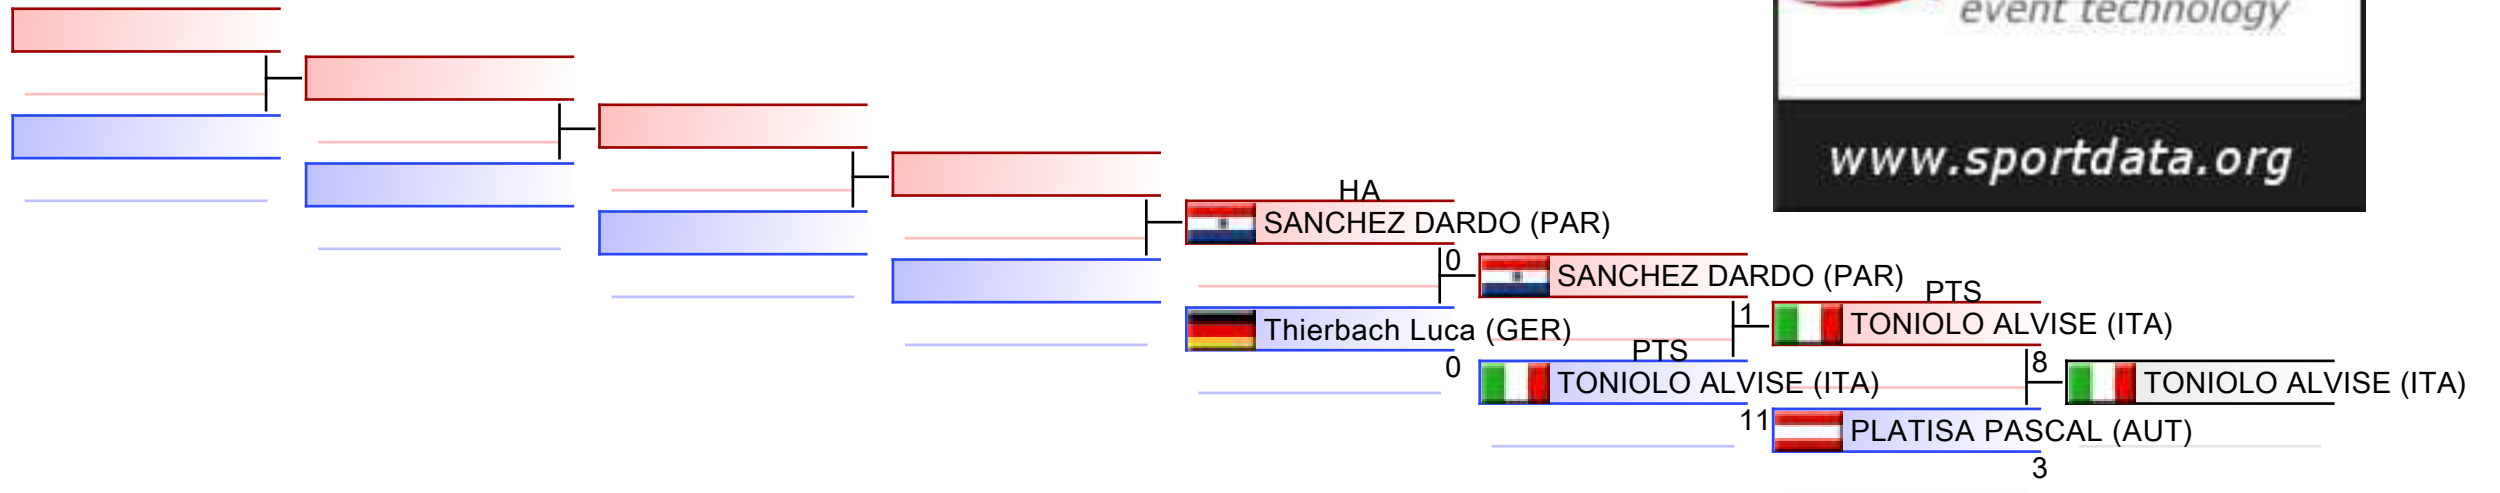 event technology
www.sportdata.org
HA
SANCHEZ DARDO (PAR)
0
SANCHEZ DARDO (PAR)
PTS
1
Thierbach Luca (GER)
TONIOLO ALVISE (ITA)
0
PTS
8
TONIOLO ALVISE (ITA)
TONIOLO ALVISE (ITA)
11
PLATISA PASCAL (AUT)
3